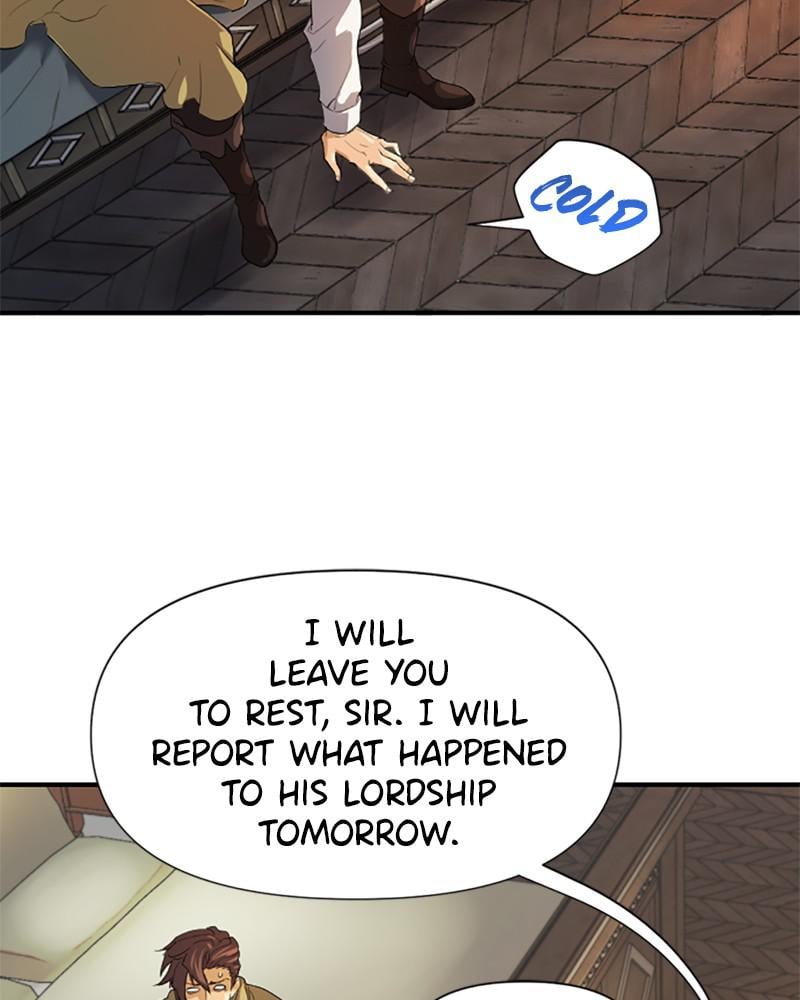 COLD
I WILL
LEAVE YOU
TO REST, SIR. I WILL
REPORT WHAT HAPPENED
TO HIS LORDSHIP
TOMORROW.